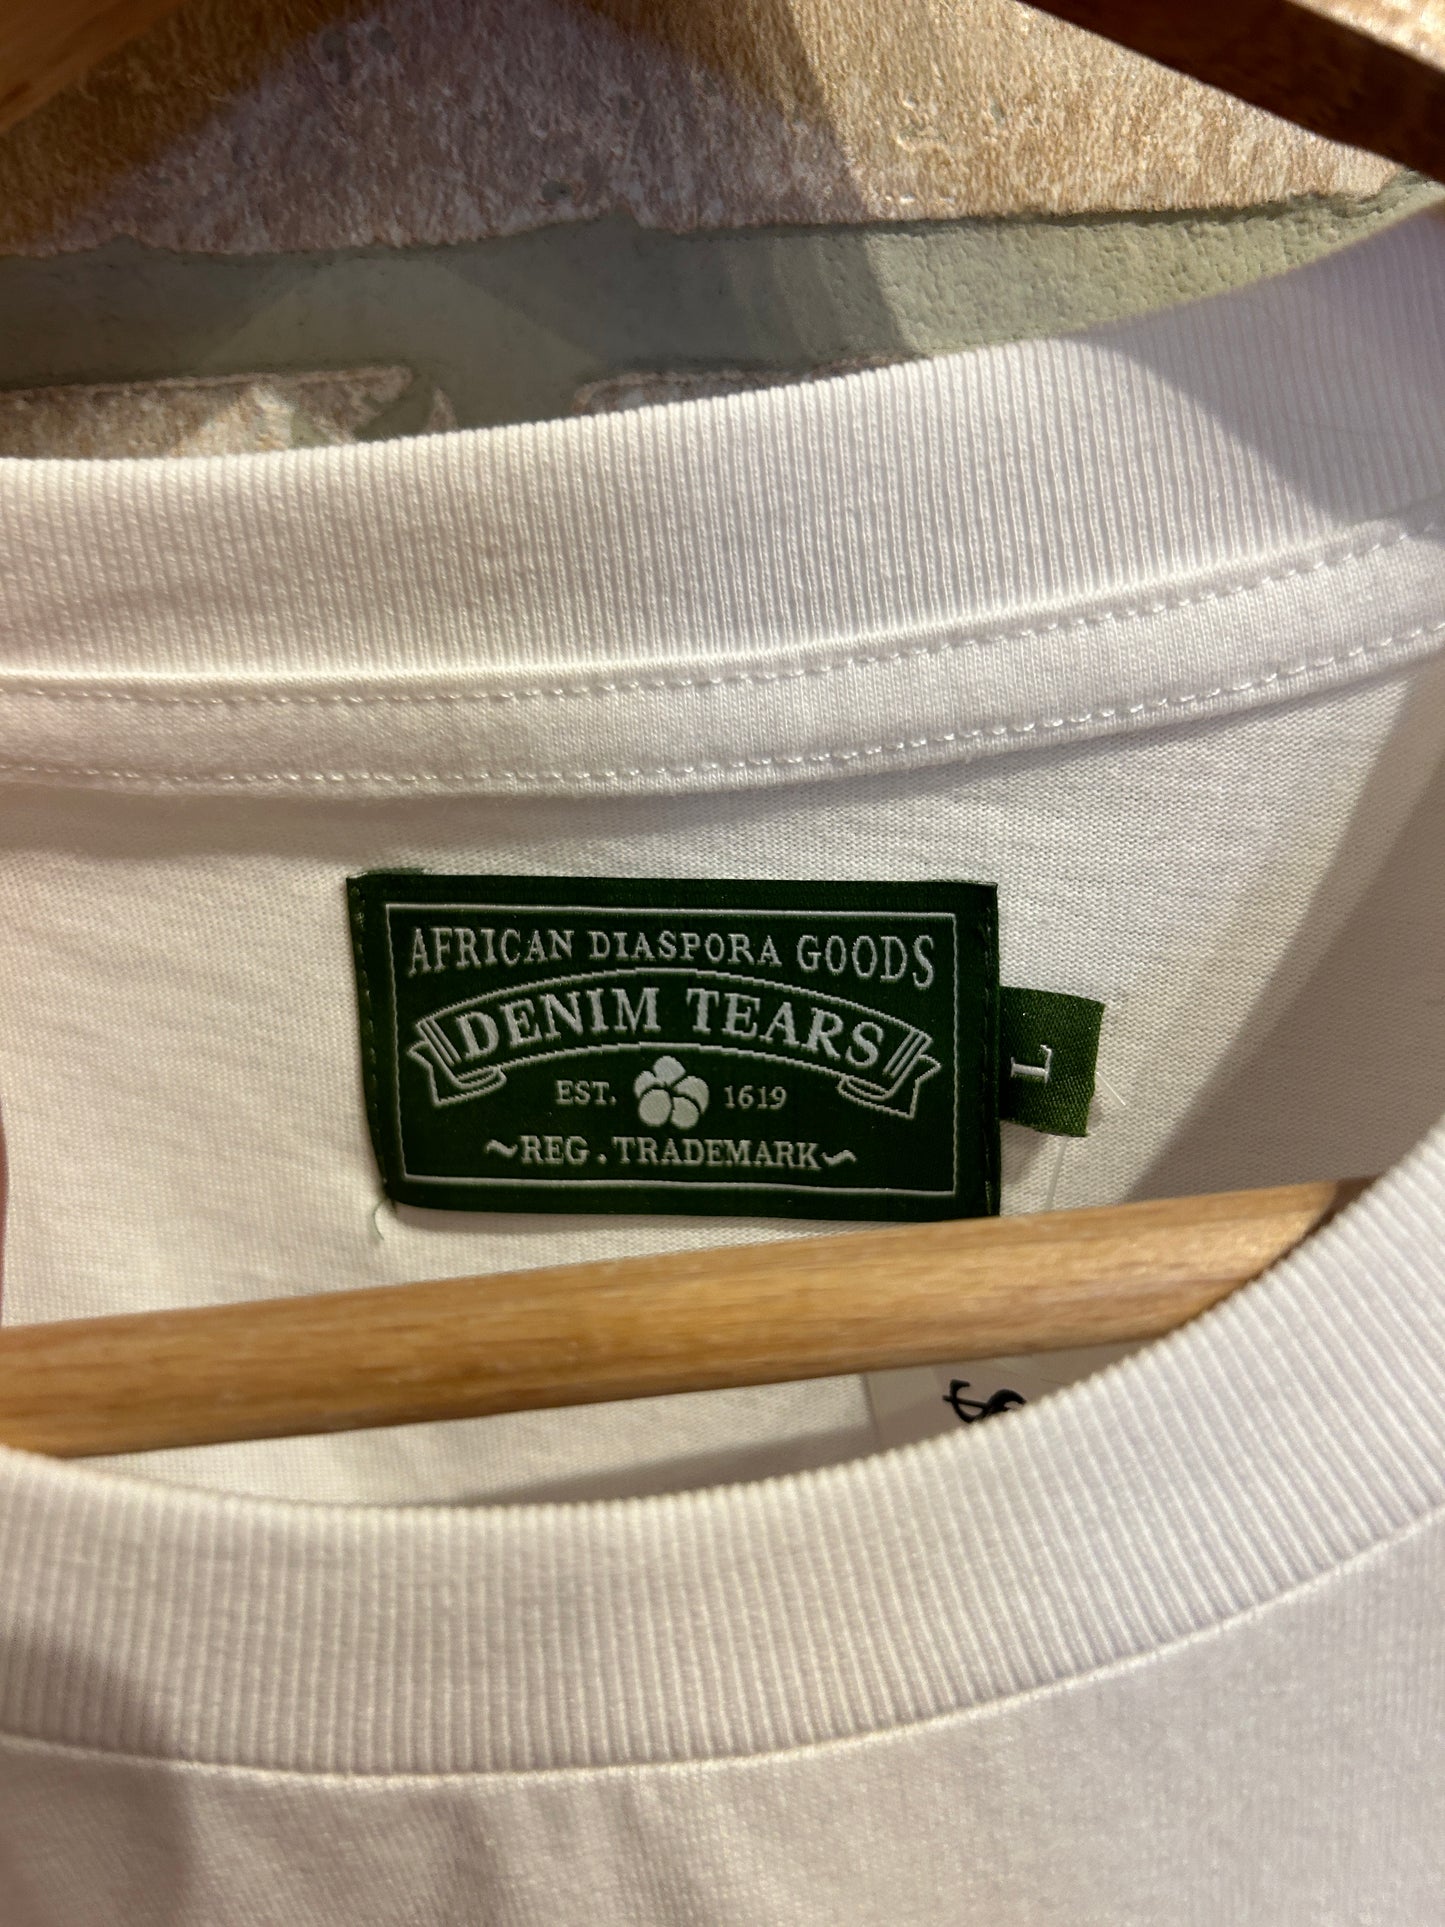 AFRICAN DIASPORA GOODS
DENIM TEARS
EST. 1619
~REG. TRADEMARK~
L
$